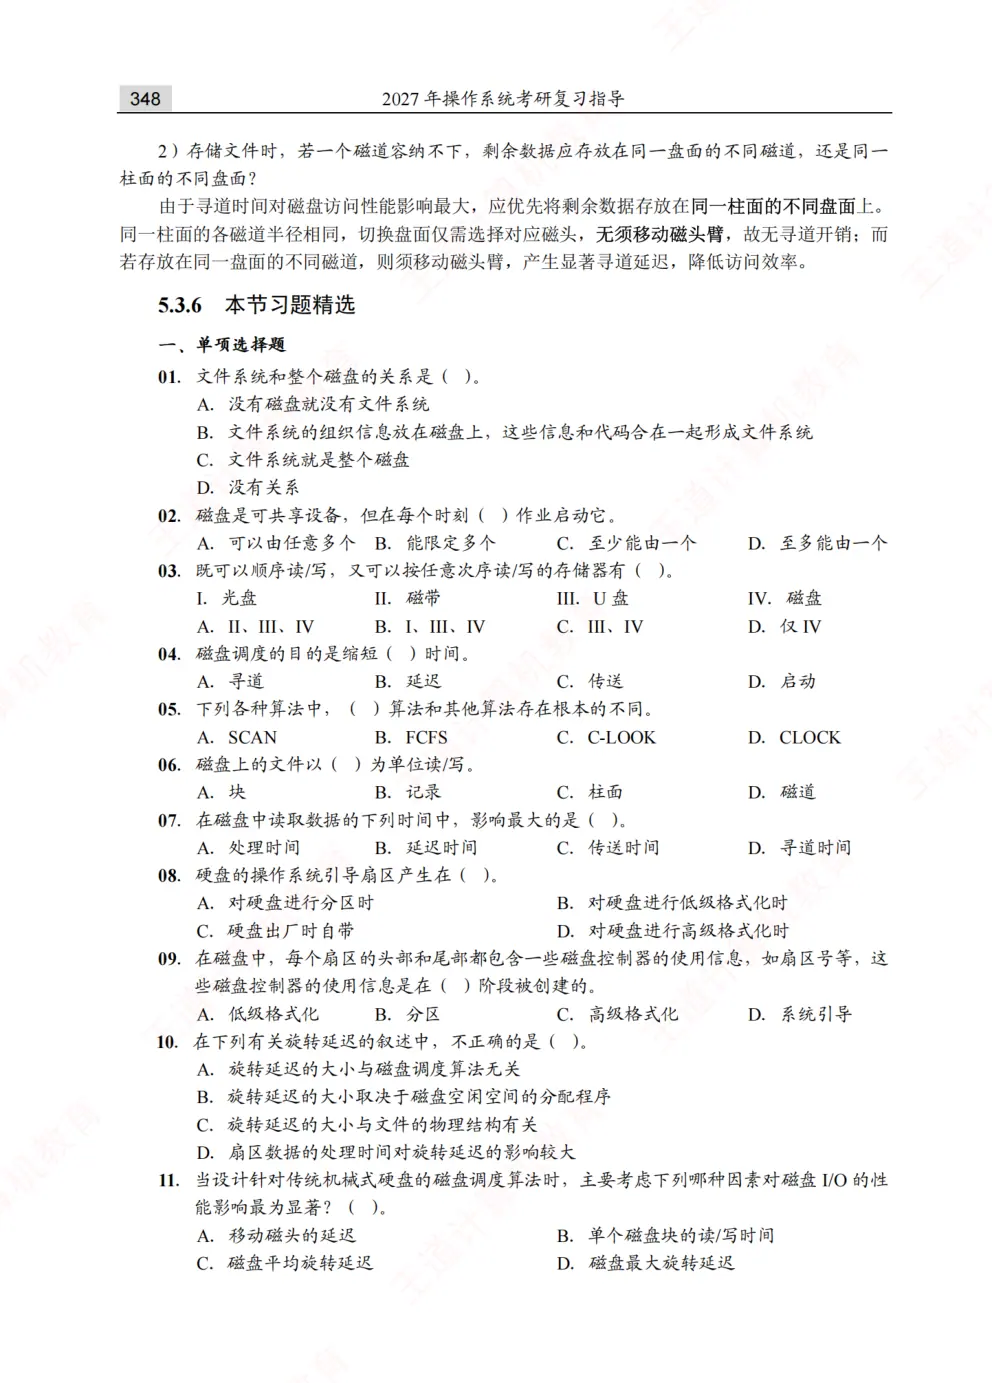 348
2027 年操作系统考研复习指导
2）存储文件时，若一个磁道容纳不下，剩余数据应存放在同一盘面的不同磁道，还是同一
柱面的不同盘面？
由于寻道时间对磁盘访问性能影响最大，应优先将剩余数据存放在同一柱面的不同盘面上。
同一柱面的各磁道半径相同，切换盘面仅需选择对应磁头，无须移动磁头臂，故无寻道开销；而
若存放在同一盘面的不同磁道，则须移动磁头臂，产生显著寻道延迟，降低访问效率。
5.3.6 本节习题精选
一、单项选择题
01. 文件系统和整个磁盘的关系是（ ）。
A. 没有磁盘就没有文件系统
B. 文件系统的组织信息放在磁盘上，这些信息和代码合在一起形成文件系统
C. 文件系统就是整个磁盘
D. 没有关系
02. 磁盘是可共享设备，但在每个时刻（ ）作业启动它。
A. 可以由任意多个 B. 能限定多个 C. 至少能由一个 D. 至多能由一个
03. 既可以顺序读/写，又可以按任意次序读/写的存储器有（ ）。
I. 光盘 II. 磁带 III. U 盘 IV. 磁盘
A. II、III、IV B. I、III、IV C. III、IV D. 仅 IV
04. 磁盘调度的目的是缩短（ ）时间。
A. 寻道 B. 延迟 C. 传送 D. 启动
05. 下列各种算法中，（ ）算法和其他算法存在根本的不同。
A. SCAN B. FCFS C. C-LOOK D. CLOCK
06. 磁盘上的文件以（ ）为单位读/写。
A. 块 B. 记录 C. 柱面 D. 磁道
07. 在磁盘中读取数据的下列时间中，影响最大的是（ ）。
A. 处理时间 B. 延迟时间 C. 传送时间 D. 寻道时间
08. 硬盘的操作系统引导扇区产生在（ ）。
A. 对硬盘进行分区时 B. 对硬盘进行低级格式化时
C. 硬盘出厂时自带 D. 对硬盘进行高级格式化时
09. 在磁盘中，每个扇区的头部和尾部都包含一些磁盘控制器的使用信息，如扇区号等，这
些磁盘控制器的使用信息是在（ ）阶段被创建的。
A. 低级格式化 B. 分区 C. 高级格式化 D. 系统引导
10. 在下列有关旋转延迟的叙述中，不正确的是（ ）。
A. 旋转延迟的大小与磁盘调度算法无关
B. 旋转延迟的大小取决于磁盘空闲空间的分配程序
C. 旋转延迟的大小与文件的物理结构有关
D. 扇区数据的处理时间对旋转延迟的影响较大
11. 当设计针对传统机械式硬盘的磁盘调度算法时，主要考虑下列哪种因素对磁盘 I/O 的性
能影响最为显著？（ ）。
A. 移动磁头的延迟 B. 单个磁盘块的读/写时间
C. 磁盘平均旋转延迟 D. 磁盘最大旋转延迟